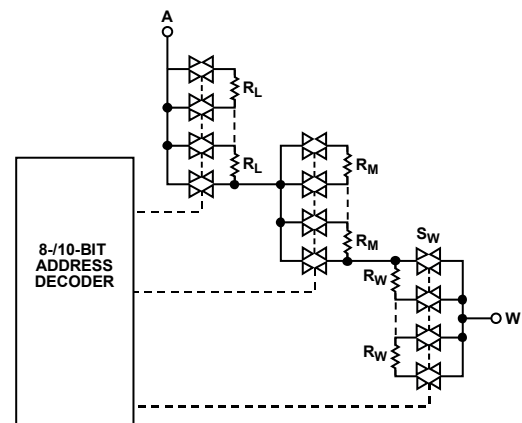 A
R_L
R_L
R_M
R_M
8-/10-BIT
ADDRESS
DECODER
S_W
R_W
W
R_W